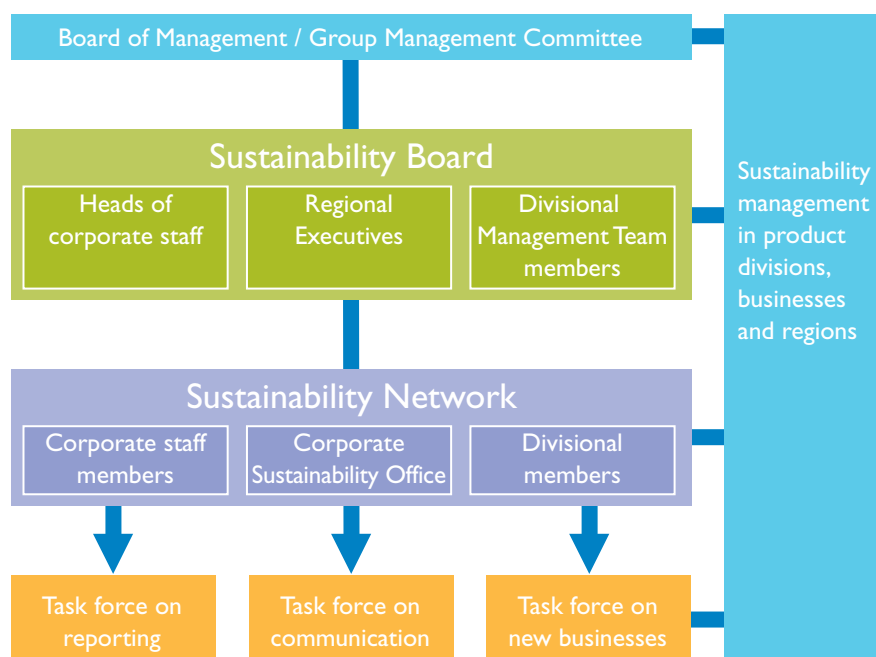 Board of Management / Group Management Committee
Sustainability Board
Heads of
corporate staff
Regional
Executives
Divisional
Management Team
members
Sustainability
management
in product
divisions,
businesses
and regions
Sustainability Network
Corporate staff
members
Corporate
Sustainability Office
Divisional
members
Task force on
reporting
Task force on
communication
Task force on
new businesses